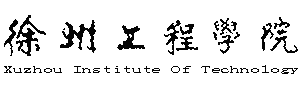 徐州工程學院
Xuzhou Institute Of Technology